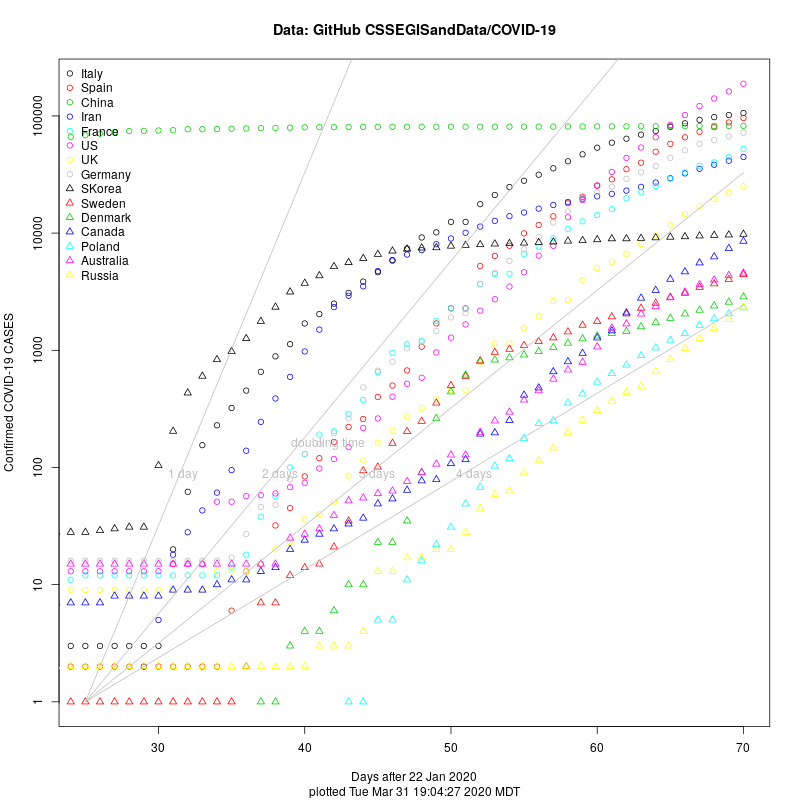 Data: GitHub CSSEGISandData/COVID-19
Italy
Spain
China
Iran
France
US
UK
Germany
SKorea
Sweden
Denmark
Canada
Poland
Australia
Russia
Confirmed COVID-19 CASES
100000
10000
1000
100
10
1
doubling time
1 day
2 days
3 days
4 days
30
40
50
60
70
Days after 22 Jan 2020
plotted Tue Mar 31 19:04:27 2020 MDT